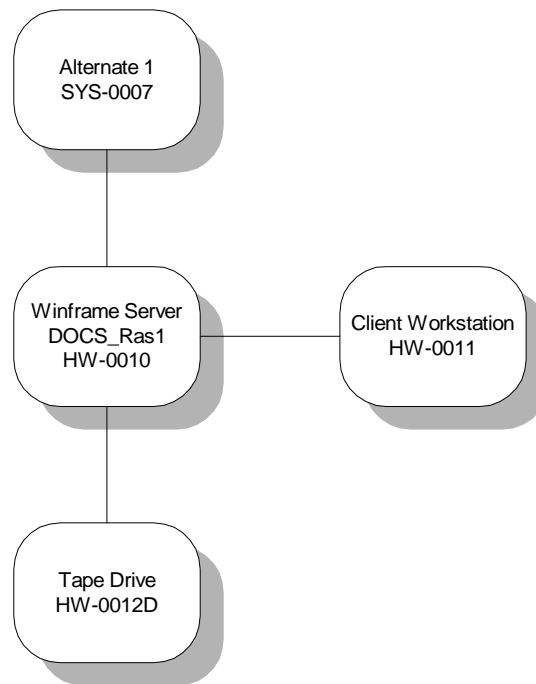 Alternate 1
SYS-0007
Winframe Server
DOCS_Ras1
HW-0010
Client Workstation
HW-0011
Tape Drive
HW-0012D